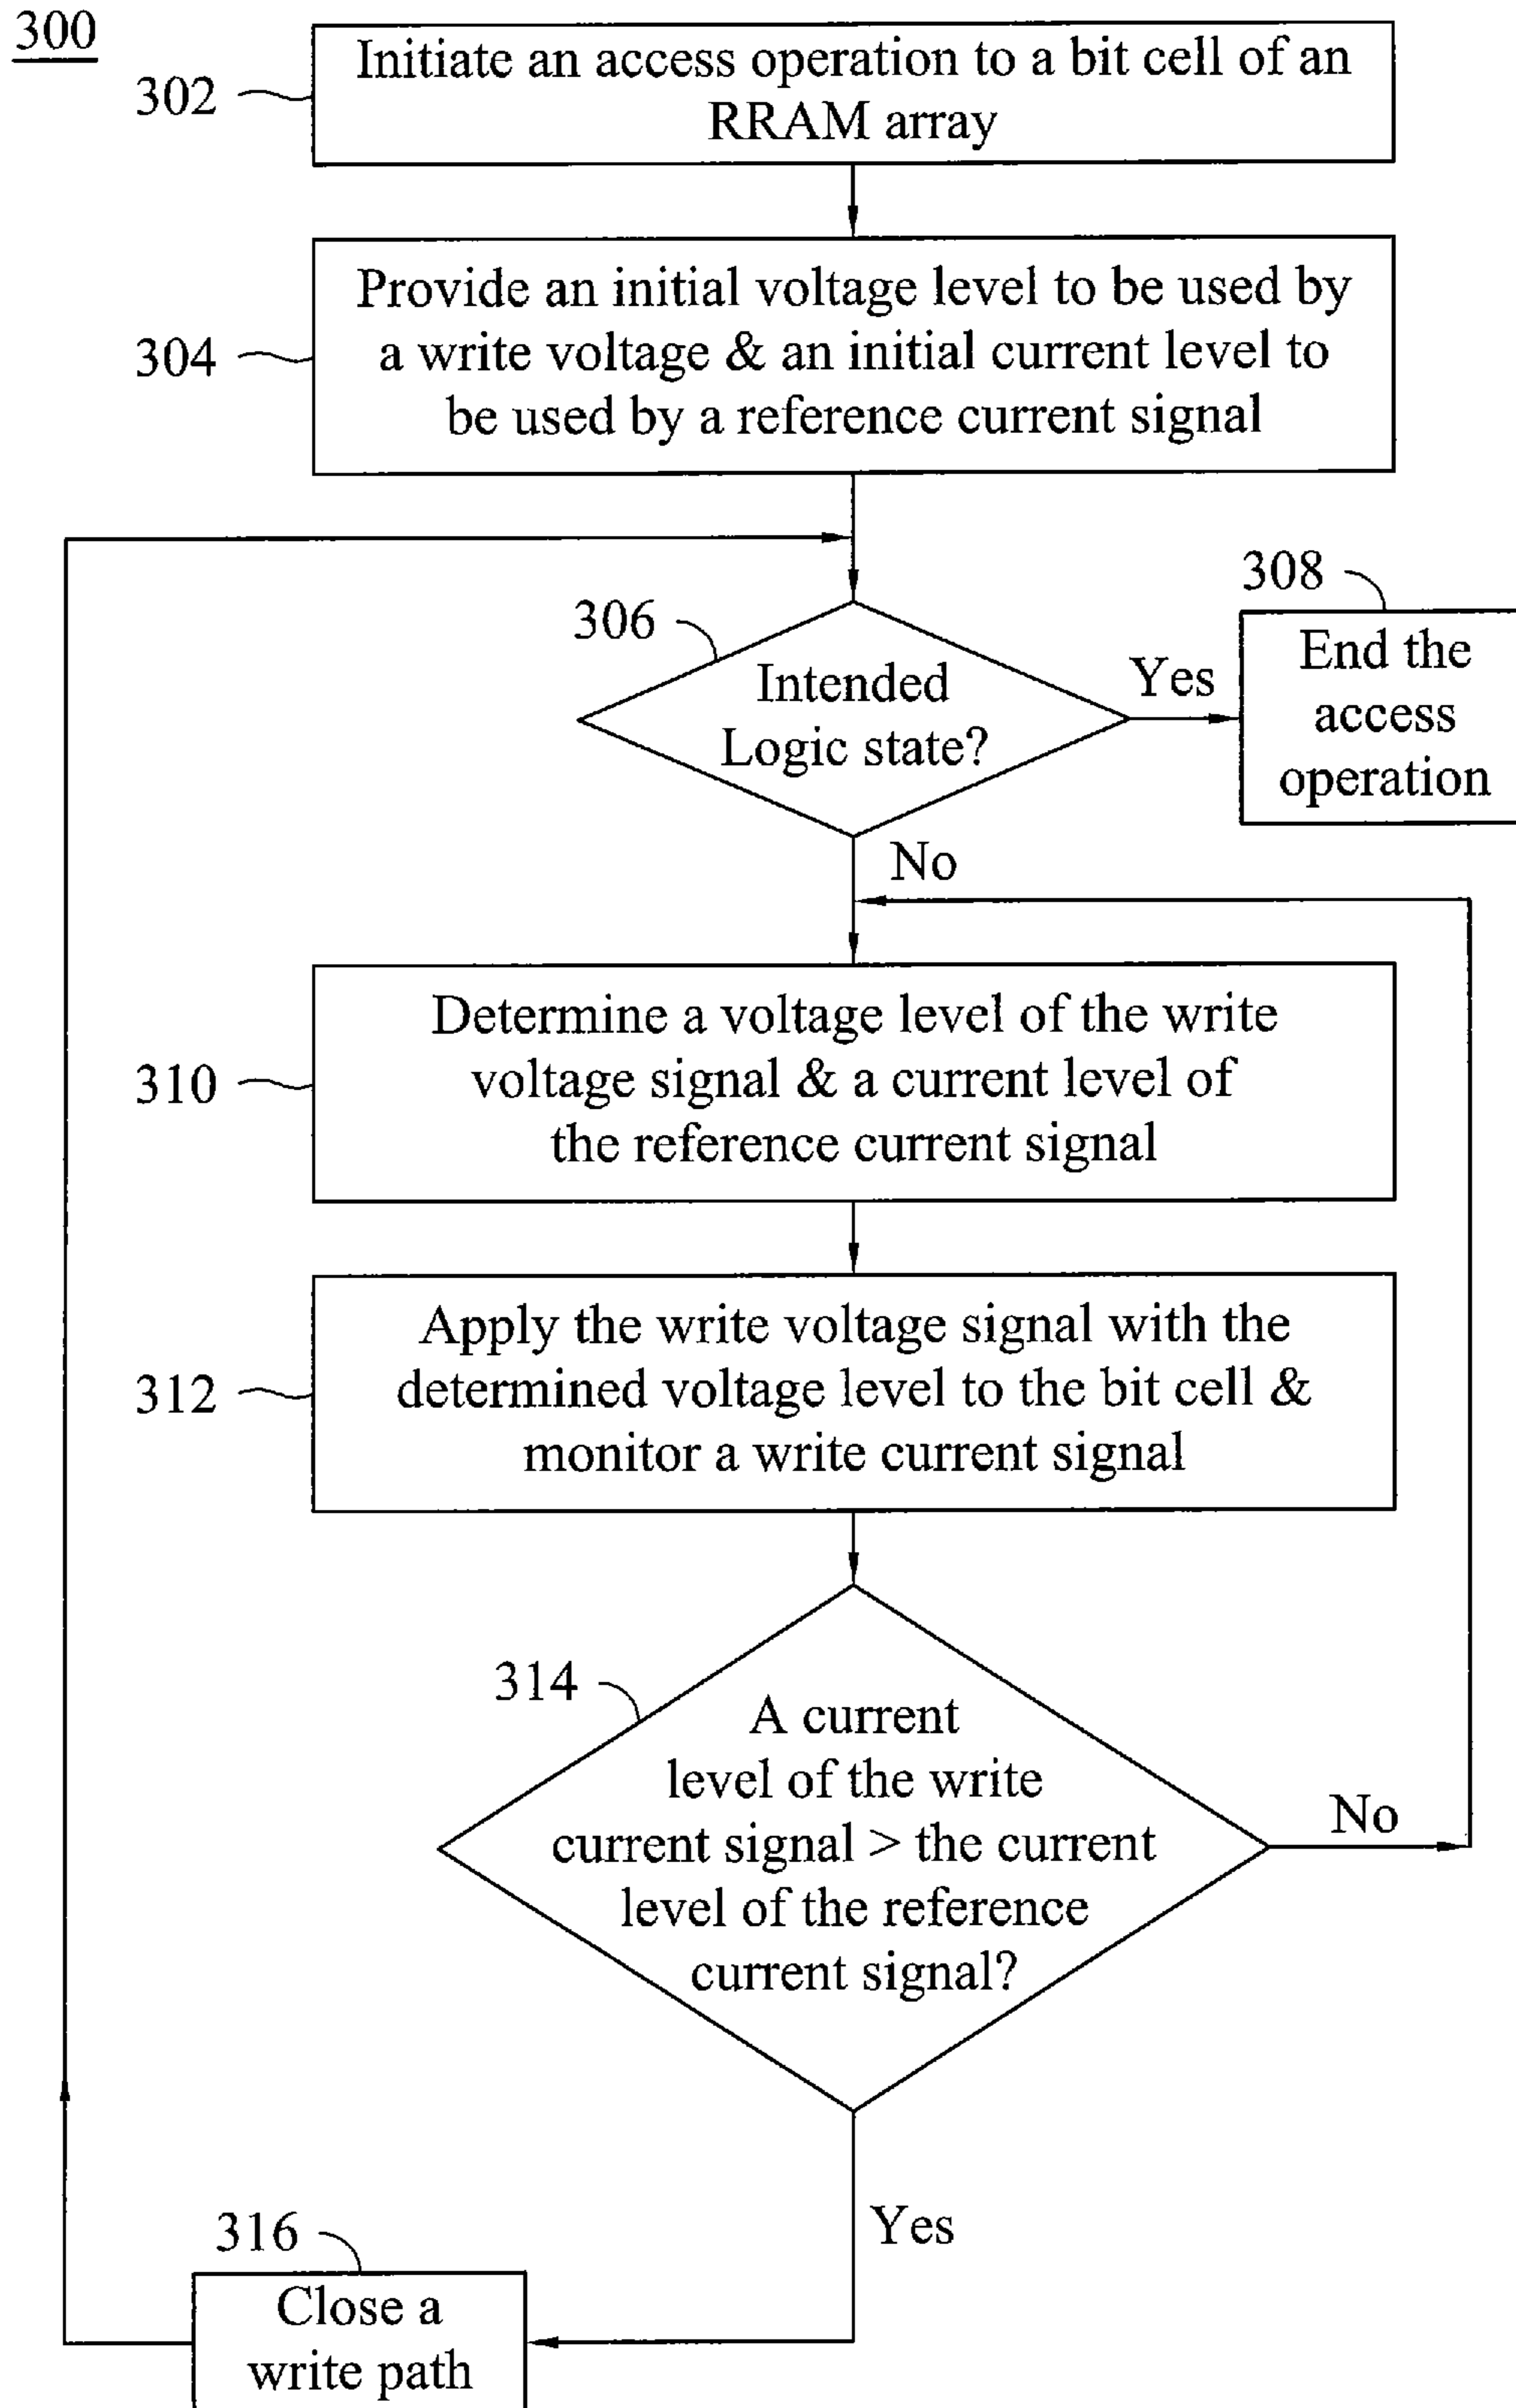 300
302
Initiate an access operation to a bit cell of an
RRAM array
304
Provide an initial voltage level to be used by
a write voltage & an initial current level to
be used by a reference current signal
306
Intended
Logic state?
Yes
308
End the
access
operation
No
310
Determine a voltage level of the write
voltage signal & a current level of
the reference current signal
312
Apply the write voltage signal with the
determined voltage level to the bit cell &
monitor a write current signal
314
A current
level of the write
current signal > the current
level of the reference
current signal?
No
Yes
316
Close a
write path